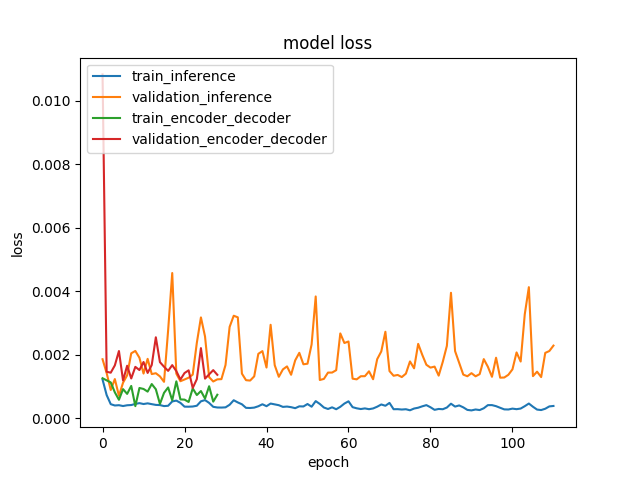 model loss
train_inference
validation_inference
train_encoder_decoder
validation_encoder_decoder
0.010
0.008
0.006
0.004
0.002
0.000
loss
0 20 40 60 80 100
epoch